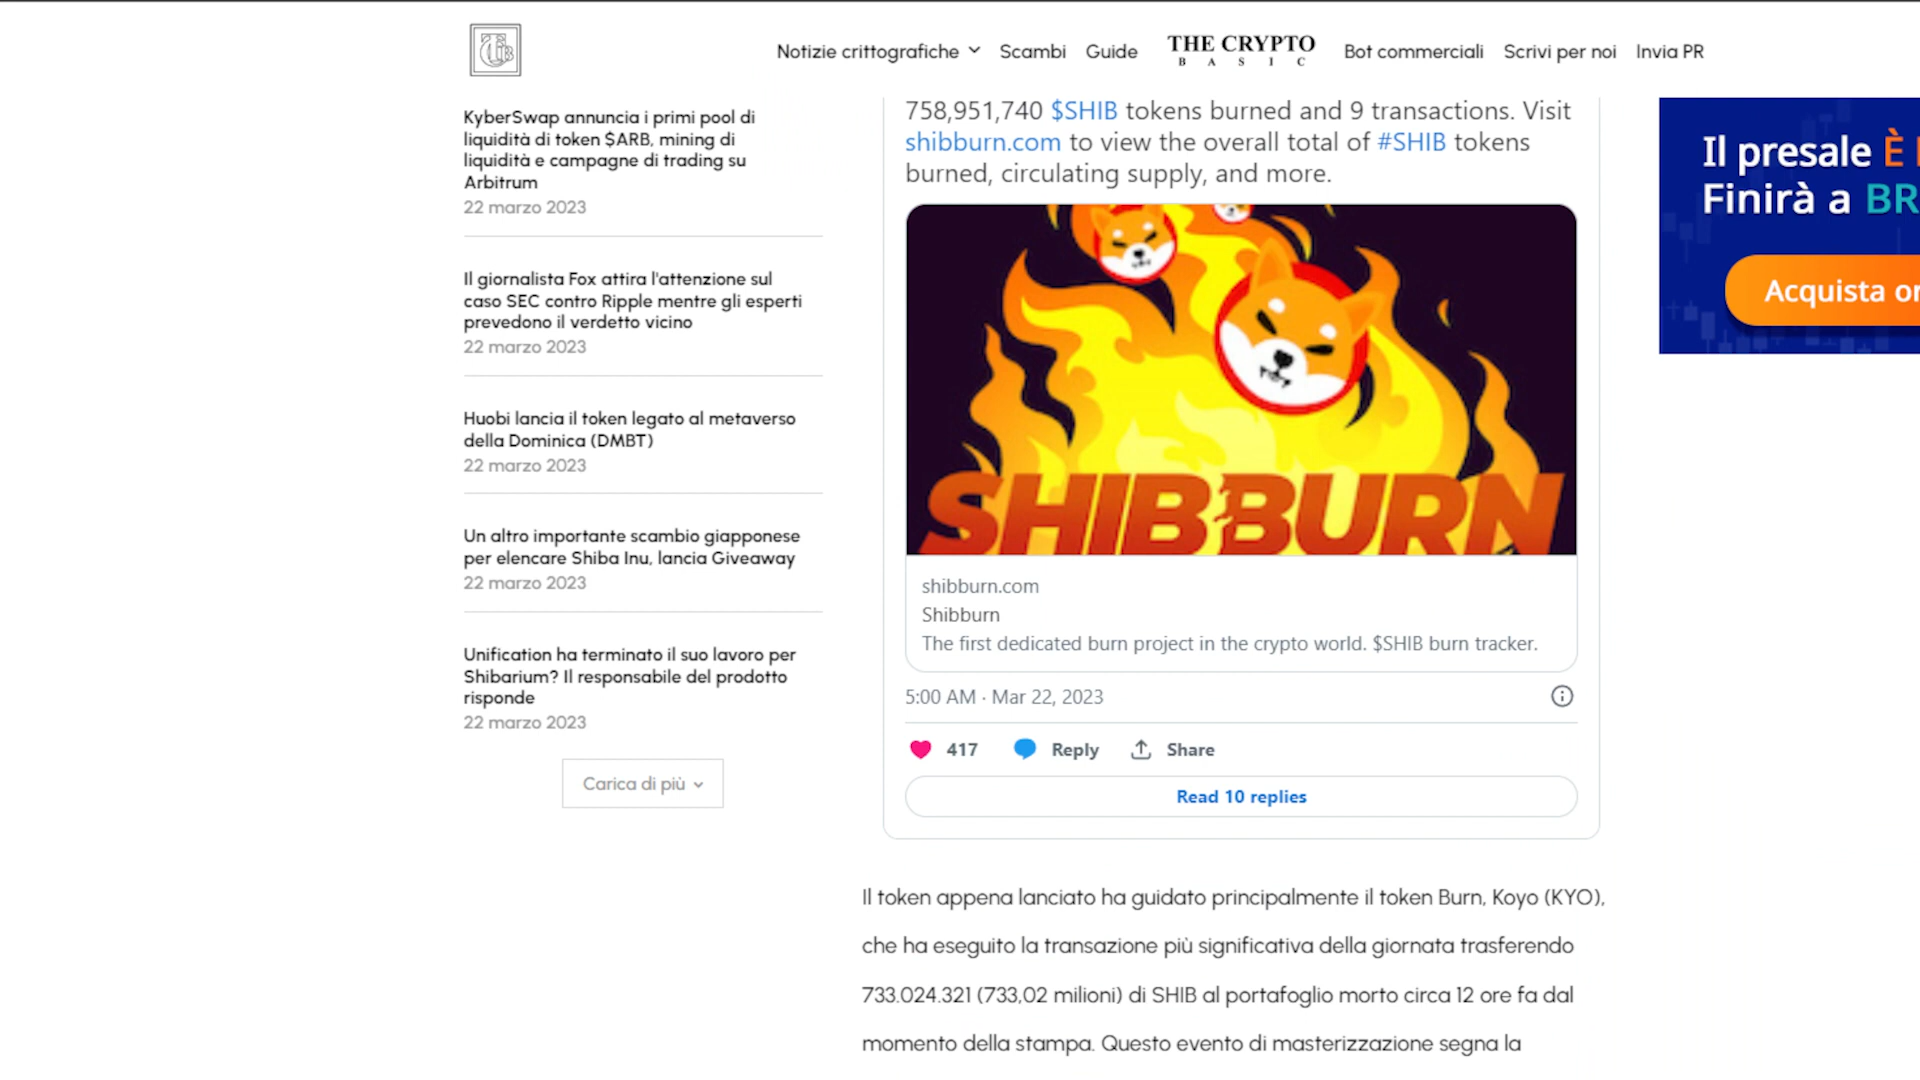 Notizie crittografiche
Scambi
Guide
THE CRYPTO
BASIC
Bot commerciali
Scrivi per noi
Invia PR
KyberSwap annuncia i primi pool di
liquidità di token $ARB, mining di
liquidità e campagne di trading su
Arbitrum
22 marzo 2023
Il giornalista Fox attira l'attenzione sul
caso SEC contro Ripple mentre gli esperti
prevedono il verdetto vicino
22 marzo 2023
Huobi lancia il token legato al metaverso
della Dominica (DMBT)
22 marzo 2023
Un altro importante scambio giapponese
per elencare Shiba Inu, lancia Giveaway
22 marzo 2023
Unification ha terminato il suo lavoro per
Shibarium? Il responsabile del prodotto
risponde
22 marzo 2023
Carica di più
758,951,740 $SHIB tokens burned and 9 transactions. Visit
shibburn.com to view the overall total of #SHIB tokens
burned, circulating supply, and more.
SHIBBURN
shibburn.com
Shibburn
The first dedicated burn project in the crypto world. $SHIB burn tracker.
5:00 AM · Mar 22, 2023
417
Reply
Share
Read 10 replies
Il token appena lanciato ha guidato principalmente il token Burn, Koyo (KYO),
che ha eseguito la transazione più significativa della giornata trasferendo
733.024.321 (733,02 milioni) di SHIB al portafoglio morto circa 12 ore fa dal
momento della stampa. Questo evento di masterizzazione segna la
Il presale È
Finirà a BR
Acquista or